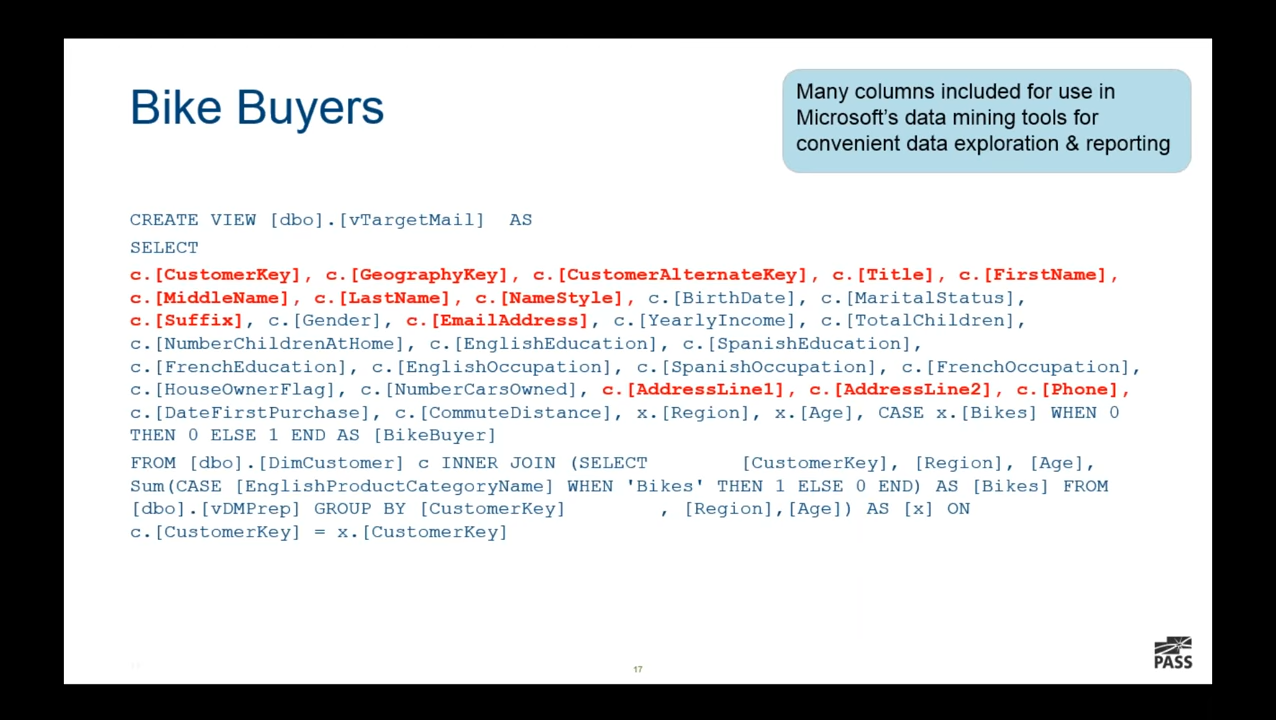 Bike Buyers
Many columns included for use in
Microsoft's data mining tools for
convenient data exploration & reporting
CREATE VIEW [dbo].[vTargetMail] AS
SELECT
c.[CustomerKey], c.[GeographyKey], c.[CustomerAlternateKey], c.[Title], c.[FirstName],
c.[MiddleName], c.[LastName], c.[NameStyle], c.[BirthDate], c.[MaritalStatus],
c.[Suffix], c.[Gender], c.[EmailAddress], c.[YearlyIncome], c.[TotalChildren],
c.[NumberChildrenAtHome], c.[EnglishEducation], c.[SpanishEducation],
c.[FrenchEducation], c.[EnglishOccupation], c.[SpanishOccupation], c.[FrenchOccupation],
c.[HouseOwnerFlag], c.[NumberCarsOwned], c.[AddressLine1], c.[AddressLine2], c.[Phone],
c.[DateFirstPurchase], c.[CommuteDistance], x.[Region], x.[Age], CASE x.[Bikes] WHEN 0
THEN 0 ELSE 1 END AS [BikeBuyer]
FROM [dbo].[DimCustomer] c INNER JOIN (SELECT [CustomerKey], [Region], [Age],
Sum(CASE [EnglishProductCategoryName] WHEN 'Bikes' THEN 1 ELSE 0 END) AS [Bikes] FROM
[dbo].[vDMPrep] GROUP BY [CustomerKey] , [Region],[Age]) AS [x] ON
c.[CustomerKey] = x.[CustomerKey]
17
PASS